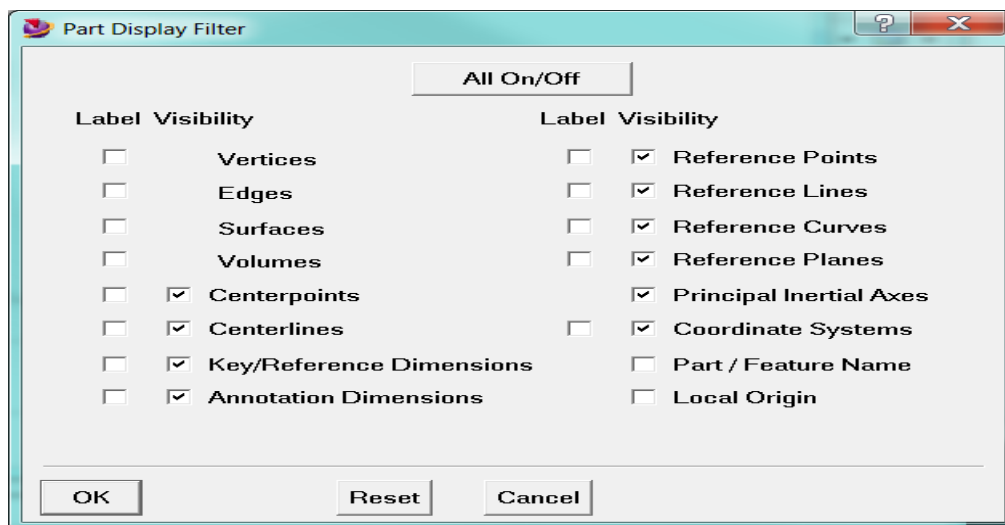 Part Display Filter
All On/Off
Label Visibility
Vertices
Edges
Surfaces
Volumes
Centerpoints
Centerlines
Key/Reference Dimensions
Annotation Dimensions
Label Visibility
Reference Points
Reference Lines
Reference Curves
Reference Planes
Principal Inertial Axes
Coordinate Systems
Part / Feature Name
Local Origin
OK Reset Cancel